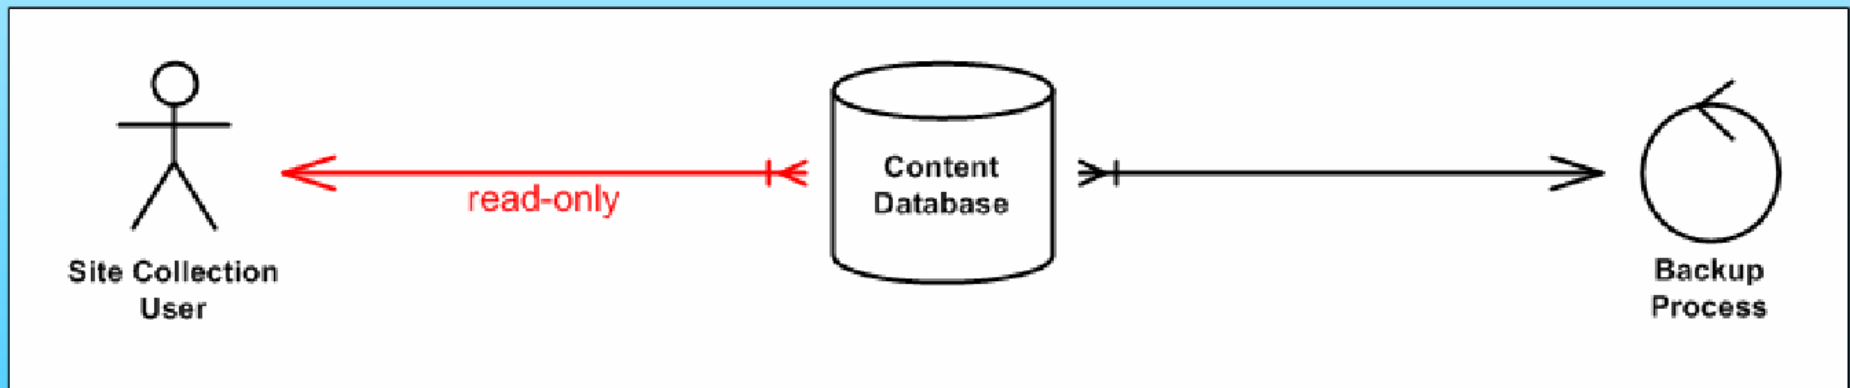 read-only
Content
Database
Site Collection
User
Backup
Process